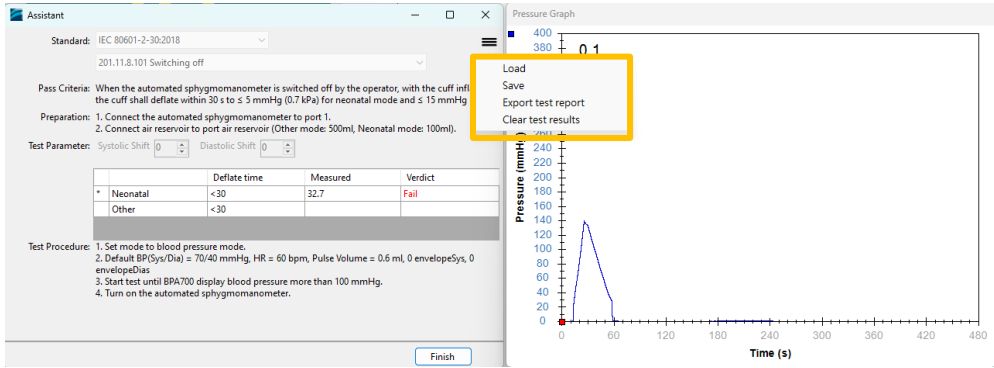 Assistant
Standard: IEC 80601-2-30:2018
201.11.8.101 Switching off
Pass Criteria: When the automated sphygmomanometer is switched off by the operator, with the cuff
the cuff shall deflate within 30 s to ≤ 5 mmHg (0.7 kPa) for neonatal mode and ≤ 15 mmHg
Preparation: 1. Connect the automated sphygmomanometer to port 1.
2. Connect air reservoir to port air reservoir (Other mode: 500ml, Neonatal mode: 100ml).
Test Parameter: Systolic Shift 0 Diastolic Shift 0
Deflate time Measured Verdict
* Neonatal <30 32.7 Fail
Other <30
Test Procedure: 1. Set mode to blood pressure mode.
2. Default BP(Sys/Dia) = 70/40 mmHg, HR = 60 bpm, Pulse Volume = 0.6 ml, 0 envelopeSys, 0
envelopeDias
3. Start test until BPA700 display blood pressure more than 100 mmHg.
4. Turn on the automated sphygmomanometer.
Finish
Load
Save
Export test report
Clear test results
Pressure Graph
400
380
0.1
260
240
220
200
180
160
140
120
100
80
60
40
20
0
Pressure (mmHg)
0 60 120 180 240 300 360 420 480
Time (s)